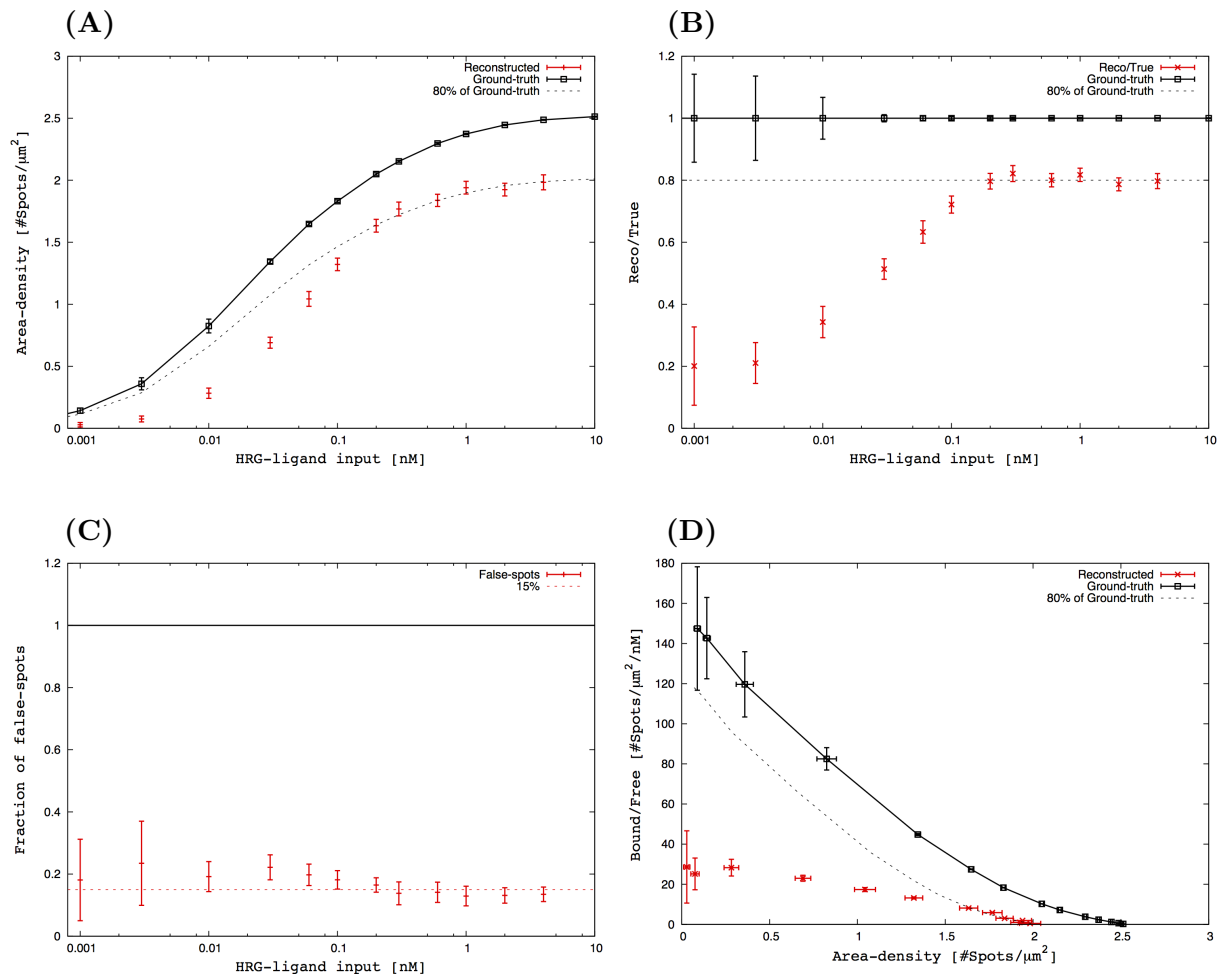 (A)
3
2.5
2
1.5
1
0.5
0
0.001
0.01
0.1
1
10
Area-density [#Spots/μm²]
HRG-ligand input [nM]
Reconstructed
Ground-truth
80% of Ground-truth
(B)
1.2
1
0.8
0.6
0.4
0.2
0
0.001
0.01
0.1
1
10
Reco/True
HRG-ligand input [nM]
Reco/True
Ground-truth
80% of Ground-truth
(C)
1.2
1
0.8
0.6
0.4
0.2
0
0.001
0.01
0.1
1
10
Fraction of false-spots
HRG-ligand input [nM]
False-spots
15%
(D)
180
160
140
120
100
80
60
40
20
0
0
0.5
1
1.5
2
2.5
3
Bound/Free [#Spots/μm²/nM]
Area-density [#Spots/μm²]
Reconstructed
Ground-truth
80% of Ground-truth